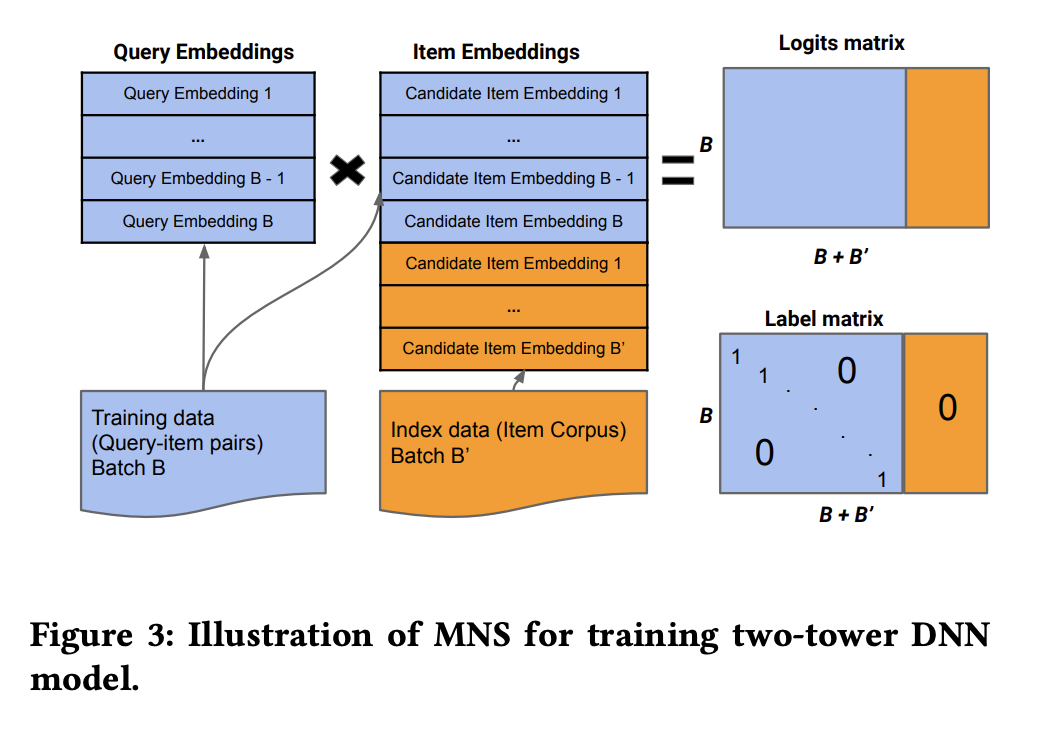 Query Embeddings
Query Embedding 1
...
Query Embedding B - 1
Query Embedding B
Item Embeddings
Candidate Item Embedding 1
...
Candidate Item Embedding B - 1
Candidate Item Embedding B
Candidate Item Embedding 1
...
Candidate Item Embedding B’
Logits matrix
B
B + B’
Training data
(Query-item pairs)
Batch B
Index data (Item Corpus)
Batch B’
Label matrix
B
1
1
0
0
1
0
B + B’
Figure 3: Illustration of MNS for training two-tower DNN
model.